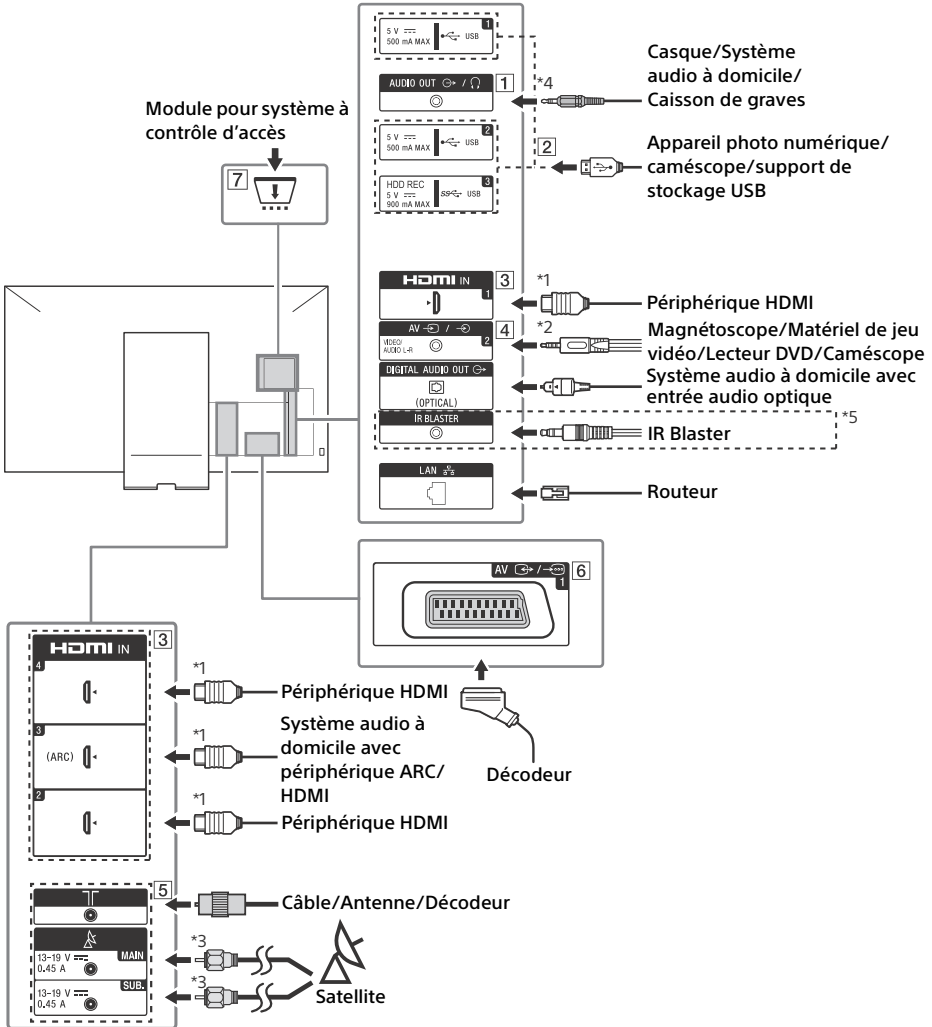 1
5 V
500 mA MAX
USB
AUDIO OUT /
1
*4
Casque/Système
audio à domicile/
Caisson de graves
Module pour système à
contrôle d'accès
7
2
5 V
500 mA MAX
USB
2
Appareil photo numérique/
caméscope/support de
stockage USB
3
HDD REC
5 V
900 mA MAX
SS USB
HDMI IN
1
3
*1
Périphérique HDMI
AV /
2
VIDEO/
AUDIO L-R
4
*2
Magnétoscope/Matériel de jeu
vidéo/Lecteur DVD/Caméscope
DIGITAL AUDIO OUT
(OPTICAL)
Système audio à domicile avec
entrée audio optique
IR BLASTER
IR Blaster
*5
LAN
Routeur
AV /
1
6
Décodeur
HDMI IN
3
4
*1
Périphérique HDMI
3
(ARC)
*1
Système audio à
domicile avec
périphérique ARC/
HDMI
2
*1
Périphérique HDMI
5
Câble/Antenne/Décodeur
MAIN
13-19 V
0.45 A
*3
SUB.
13-19 V
0.45 A
*3
Satellite